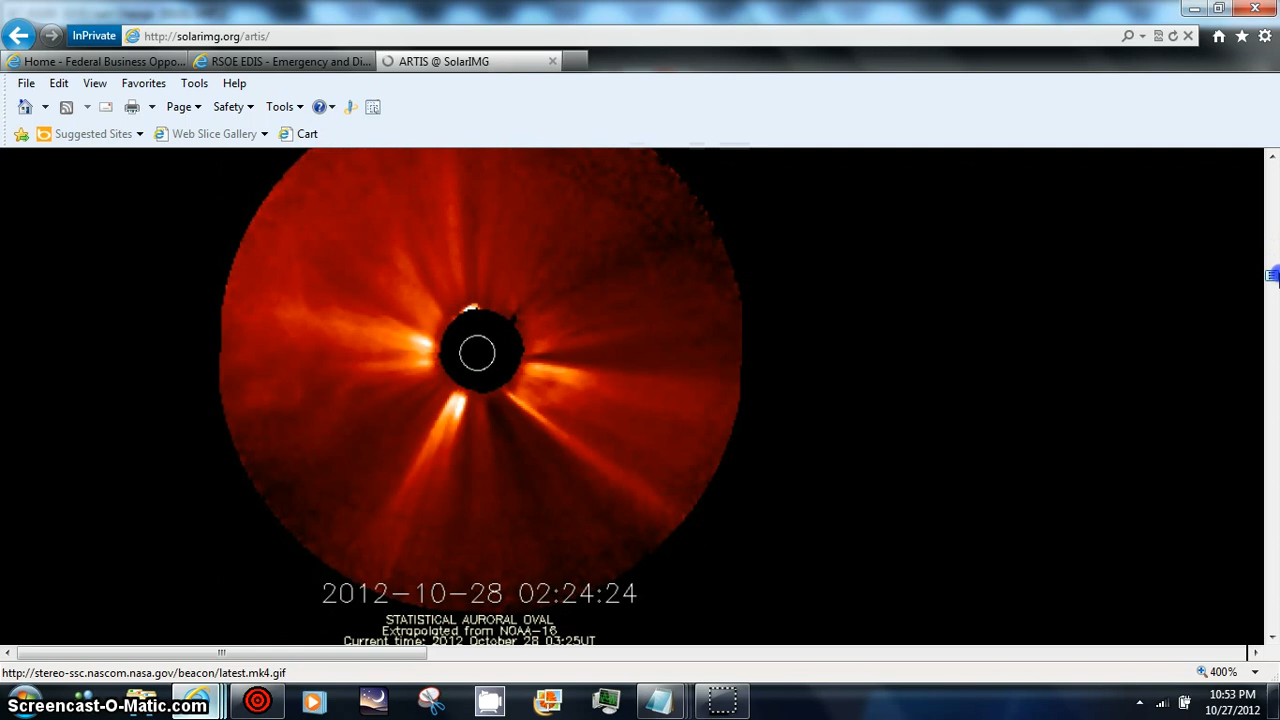 InPrivate
http://solarimg.org/artis/
Home - Federal Business Oppo...
RSOE EDIS - Emergency and Di...
ARTIS @ SolarIMG
File Edit View Favorites Tools Help
Page Safety Tools
Suggested Sites Web Slice Gallery Cart
2012-10-28 02:24:24
STATISTICAL AURORAL OVAL
Extrapolated from NOAA-16
Current time: 2012 October 28 03:25UT
http://stereo-ssc.nascom.nasa.gov/beacon/latest.mk4.gif
400%
Screencast-O-Matic.com
10:53 PM
10/27/2012